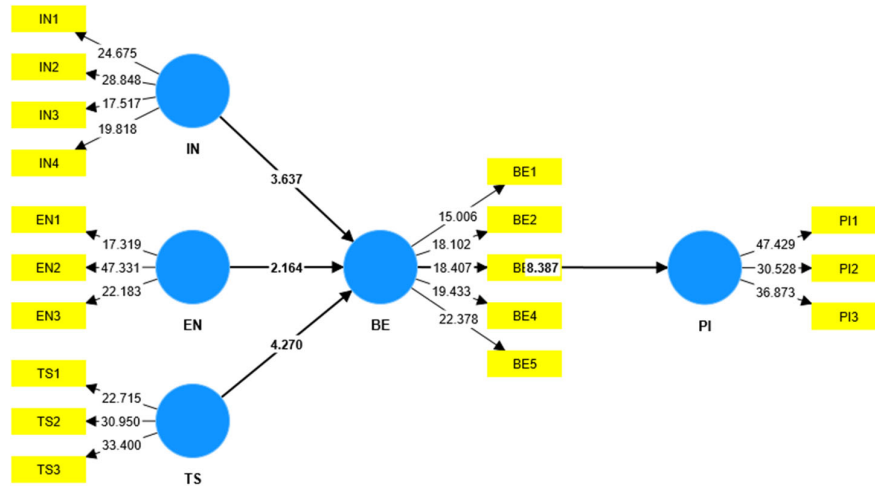 IN1
24.675
IN2
28.848
IN3
17.517
19.818
IN4
IN
3.637
EN1
17.319
EN2
47.331
22.183
EN3
EN
2.164
TS1
22.715
TS2
30.950
33.400
TS3
TS
4.270
BE
BE1
15.006
BE2
18.102
18.407
8.387
19.433
BE4
22.378
BE5
PI
PI1
47.429
30.528
PI2
36.873
PI3